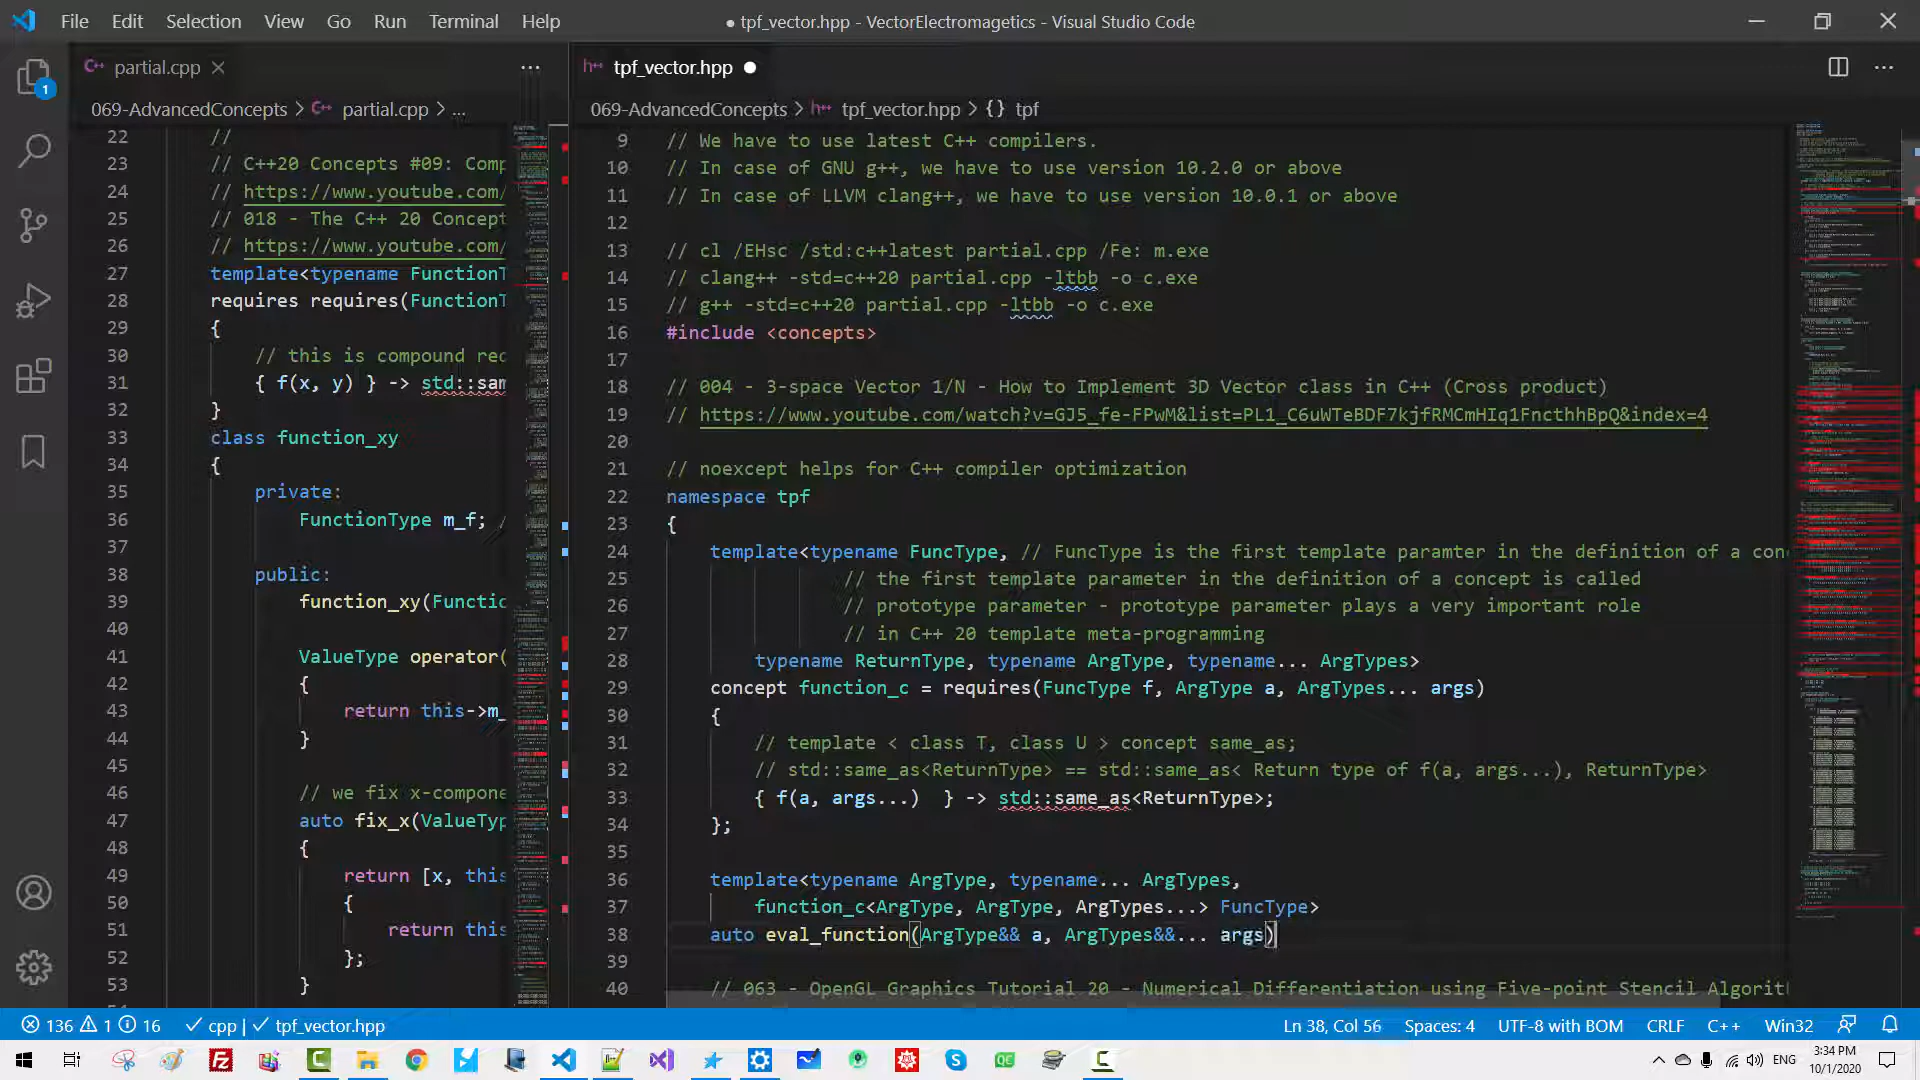 File Edit Selection View Go Run Terminal Help
● tpf_vector.hpp - VectorElectromagetics - Visual Studio Code
partial.cpp
069-AdvancedConcepts > partial.cpp > ...
22 //
23 // C++20 Concepts #09: Comp
24 // https://www.youtube.com/
25 // 018 - The C++ 20 Concept
26 // https://www.youtube.com/
27 template<typename FunctionT
28 requires requires(FunctionT
29 {
30 // this is compound req
31 { f(x, y) } -> std::sam
32 }
33 class function_xy
34 {
35 private:
36 FunctionType m_f; /
37
38 public:
39 function_xy(Functio
40
41 ValueType operator(
42 {
43 return this->m_
44 }
45
46 // we fix x-compone
47 auto fix_x(ValueTyp
48 {
49 return [x, this
50 {
51 return this
52 };
53 }
tpf_vector.hpp ●
069-AdvancedConcepts > tpf_vector.hpp > {} tpf
9 // We have to use latest C++ compilers.
10 // In case of GNU g++, we have to use version 10.2.0 or above
11 // In case of LLVM clang++, we have to use version 10.0.1 or above
12
13 // cl /EHsc /std:c++latest partial.cpp /Fe: m.exe
14 // clang++ -std=c++20 partial.cpp -ltbb -o c.exe
15 // g++ -std=c++20 partial.cpp -ltbb -o c.exe
16 #include <concepts>
17
18 // 004 - 3-space Vector 1/N - How to Implement 3D Vector class in C++ (Cross product)
19 // https://www.youtube.com/watch?v=GJ5_fe-FPwM&list=PL1_C6uWTeBDF7kjfRMCmHIq1FncthhBpQ&index=4
20
21 // noexcept helps for C++ compiler optimization
22 namespace tpf
23 {
24 template<typename FuncType, // FuncType is the first template paramter in the definition of a con
25 // the first template parameter in the definition of a concept is called
26 // prototype parameter - prototype parameter plays a very important role
27 // in C++ 20 template meta-programming
28 typename ReturnType, typename ArgType, typename... ArgTypes>
29 concept function_c = requires(FuncType f, ArgType a, ArgTypes... args)
30 {
31 // template < class T, class U > concept same_as;
32 // std::same_as<ReturnType> == std::same_as< Return type of f(a, args...), ReturnType>
33 { f(a, args...) } -> std::same_as<ReturnType>;
34 };
35
36 template<typename ArgType, typename... ArgTypes,
37 function_c<ArgType, ArgType, ArgTypes...> FuncType>
38 auto eval_function(ArgType&& a, ArgTypes&&... args)
39
40 // 063 - OpenGL Graphics Tutorial 20 - Numerical Differentiation using Five-point Stencil Algorit
136 1 16 cpp | tpf_vector.hpp
Ln 38, Col 56 Spaces: 4 UTF-8 with BOM CRLF C++ Win32
ENG
3:34 PM
10/1/2020